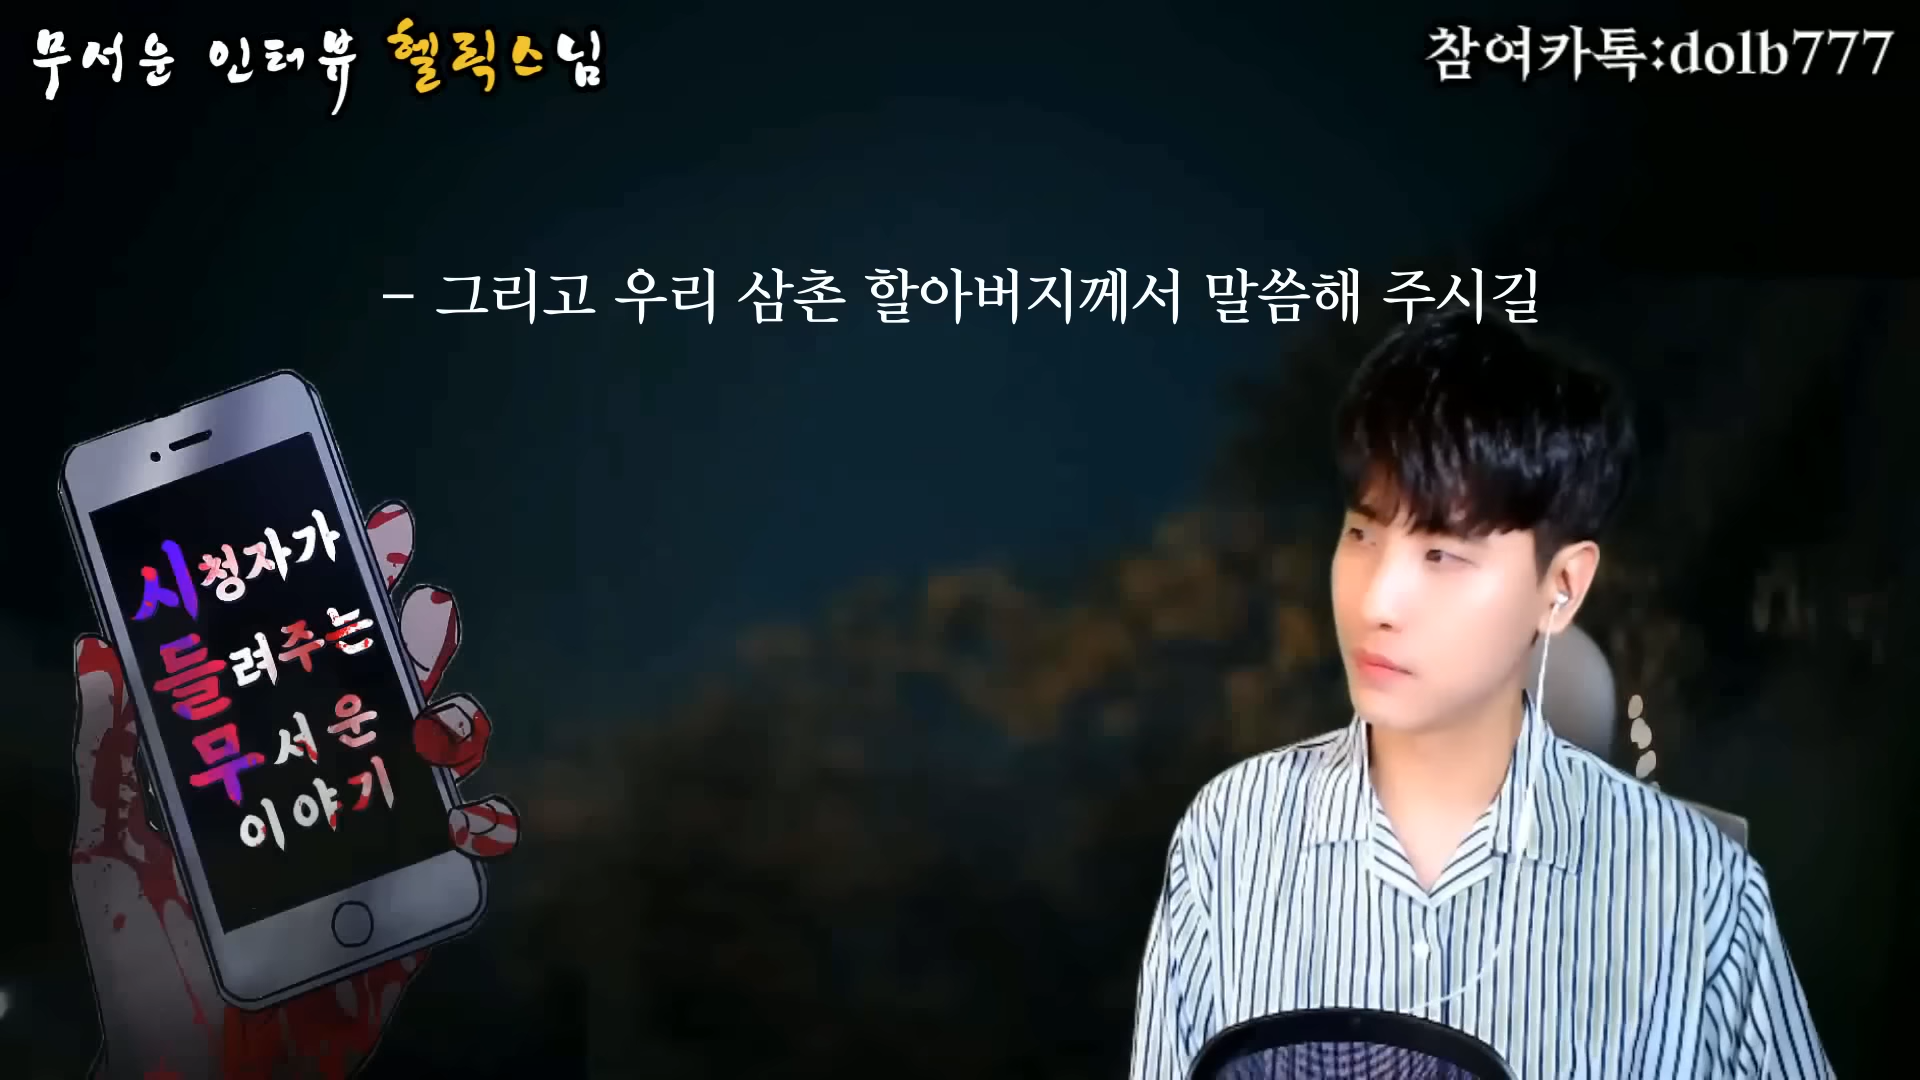 무서운 인터뷰 헬릭스님
참여카톡:dolb777
- 그리고 우리 삼촌 할아버지께서 말씀해 주시길
시청자가
들려주는
무서운
이야기